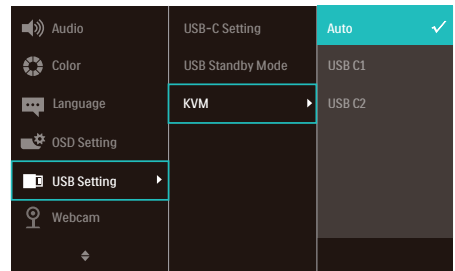 Audio
Color
Language
OSD Setting
USB Setting
Webcam
USB-C Setting
USB Standby Mode
KVM
Auto
USB C1
USB C2